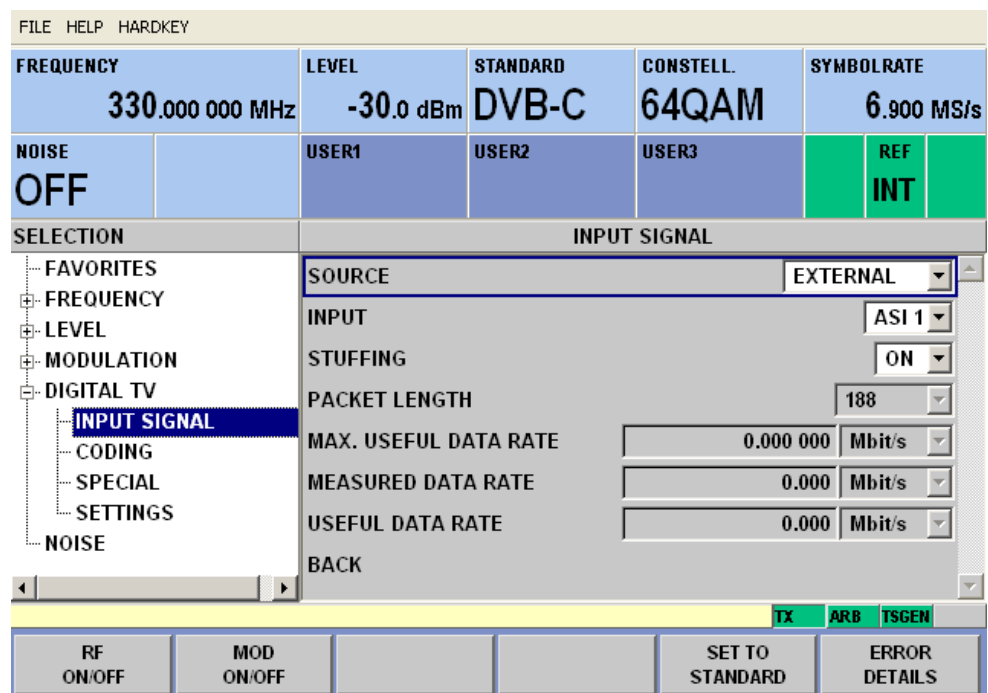 FILE HELP HARDKEY
FREQUENCY
330.000 000 MHz
LEVEL
-30.0 dBm
STANDARD
DVB-C
CONSTELL.
64QAM
SYMBOLRATE
6.900 MS/s
NOISE
OFF
USER1
USER2
USER3
REF
INT
SELECTION
FAVORITES
FREQUENCY
LEVEL
MODULATION
DIGITAL TV
INPUT SIGNAL
CODING
SPECIAL
SETTINGS
NOISE
INPUT SIGNAL
SOURCE EXTERNAL
INPUT ASI 1
STUFFING ON
PACKET LENGTH 188
MAX. USEFUL DATA RATE 0.000 000 Mbit/s
MEASURED DATA RATE 0.000 Mbit/s
USEFUL DATA RATE 0.000 Mbit/s
BACK
TX ARB TSGEN
RF
ON/OFF
MOD
ON/OFF
SET TO
STANDARD
ERROR
DETAILS